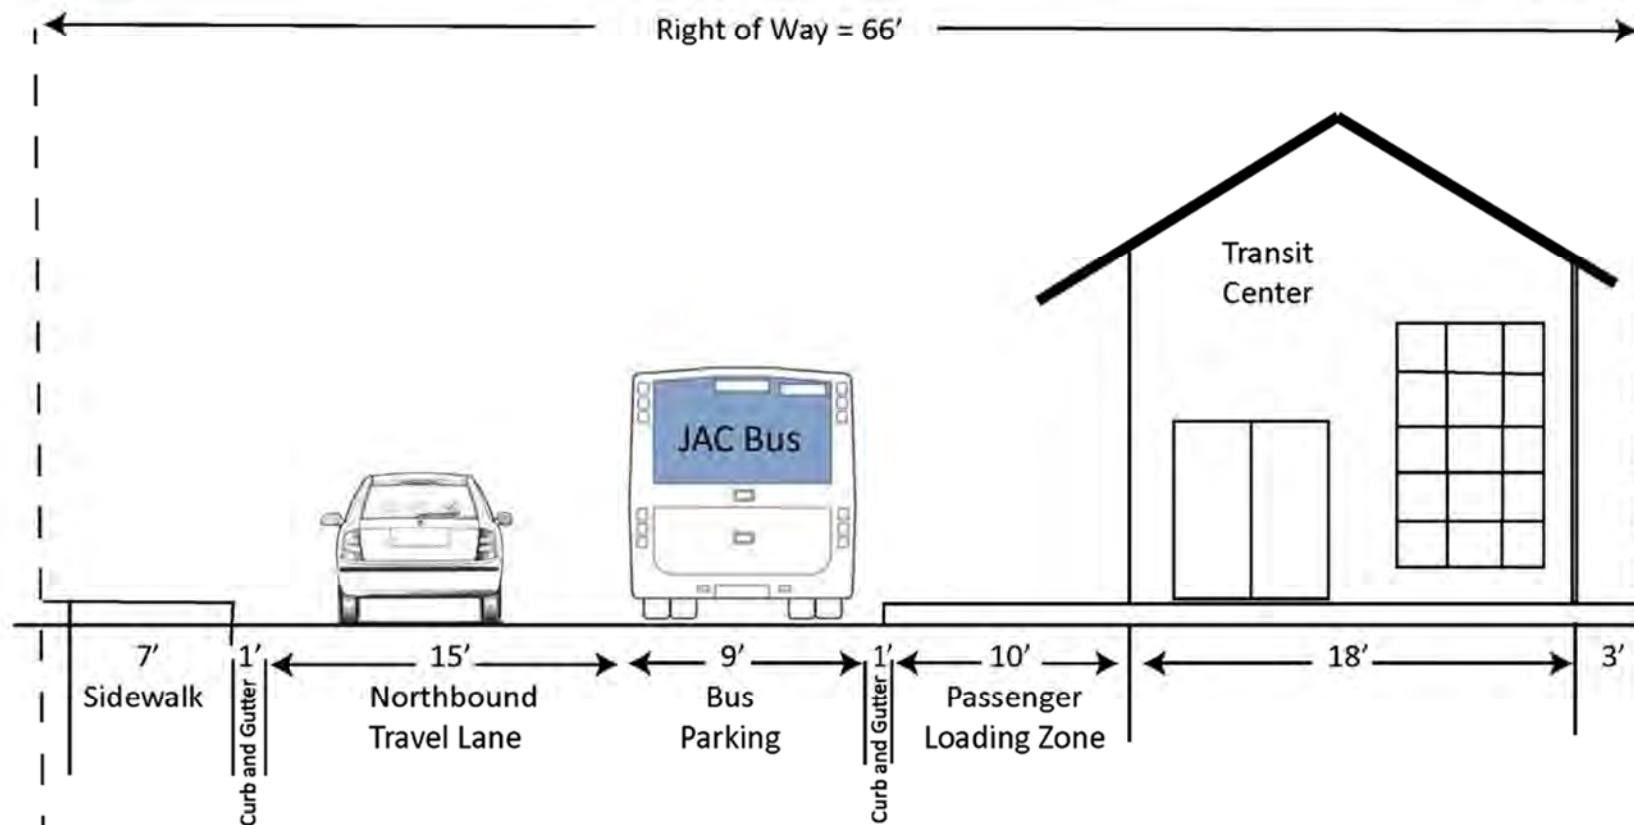 Right of Way = 66′
Transit
Center
JAC Bus
7′
1′
15′
9′
1′
10′
18′
3′
Sidewalk
Curb and Gutter
Northbound
Travel Lane
Bus
Parking
Curb and Gutter
Passenger
Loading Zone